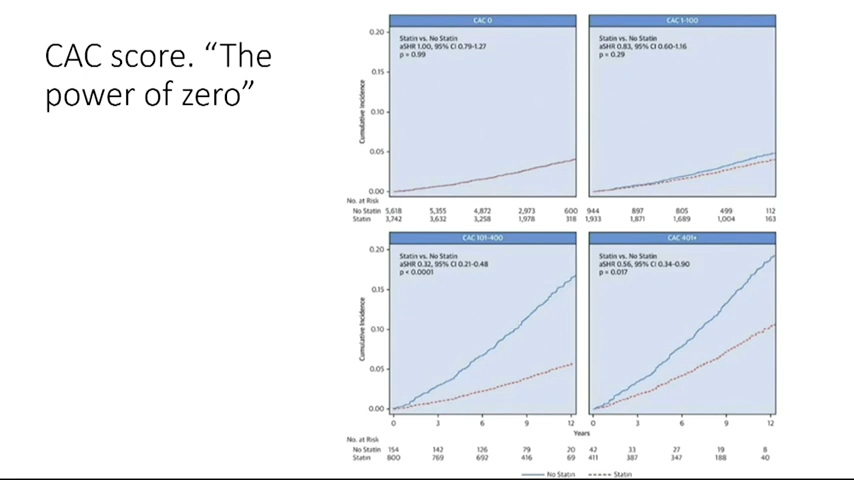 CAC score. “The
power of zero”
CAC 0
Statin vs. No Statin
aSHR 1.00, 95% CI 0.79-1.27
p = 0.99
0.20
0.15
0.10
0.05
0.00
Cumulative Incidence
CAC 1-100
Statin vs. No Statin
aSHR 0.83, 95% CI 0.60-1.16
p = 0.29
No. at Risk
No Statin 5,618 5,355 4,872 2,973 600
Statin 3,742 3,632 3,258 1,978 318
944 897 805 499 112
1,933 1,871 1,689 1,004 163
CAC 101-400
Statin vs. No Statin
aSHR 0.32, 95% CI 0.21-0.48
p < 0.0001
0.20
0.15
0.10
0.05
0.00
Cumulative Incidence
0 3 6 9 12
CAC 401+
Statin vs. No Statin
aSHR 0.56, 95% CI 0.34-0.90
p = 0.017
0 3 6 9 12
Years
No. at Risk
No Statin 154 142 126 79 20
Statin 800 769 692 416 69
42 33 27 19 8
411 387 347 188 40
No Statin Statin